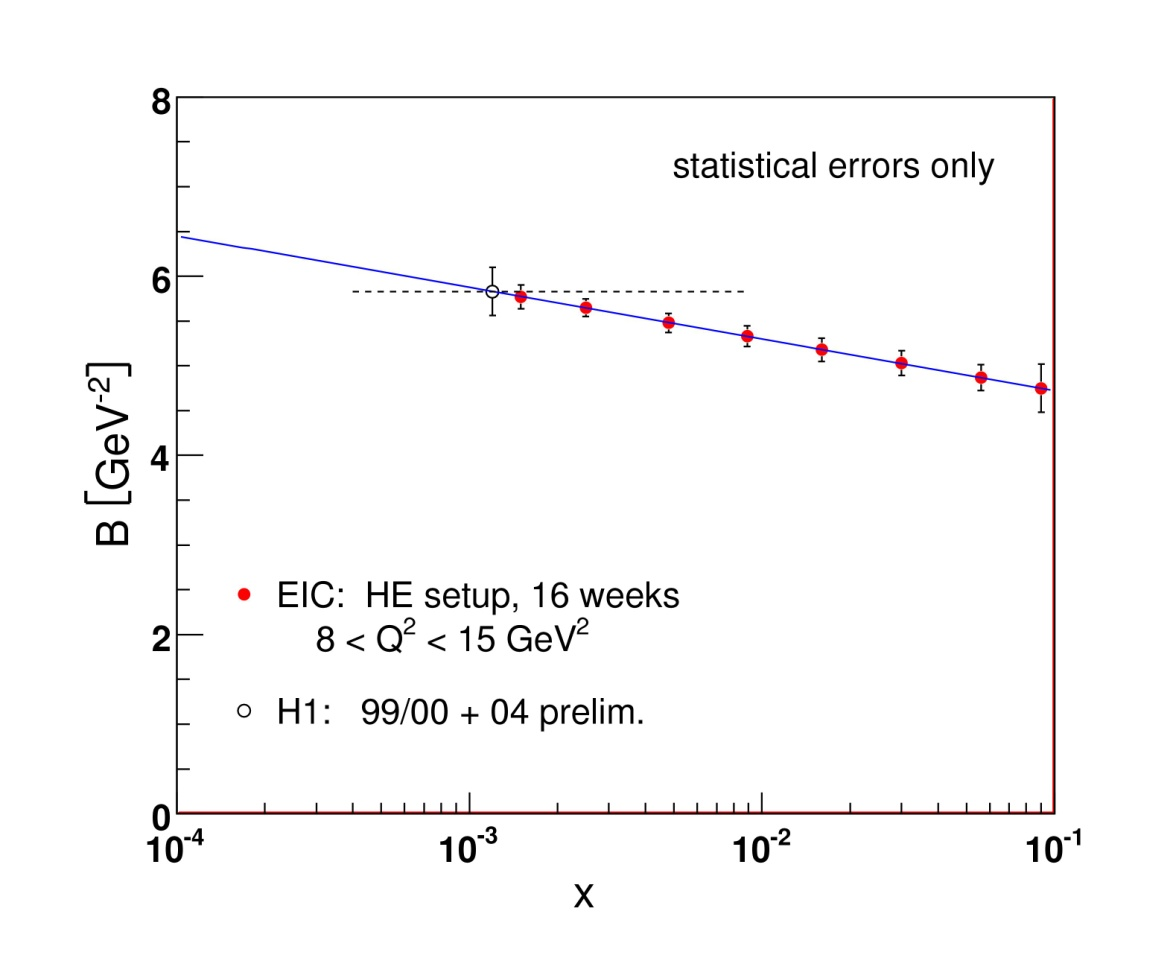 8
statistical errors only
6
B [GeV⁻²]
4
EIC: HE setup, 16 weeks
8 < Q² < 15 GeV²
2
H1: 99/00 + 04 prelim.
0
10⁻⁴ 10⁻³ 10⁻² 10⁻¹
x